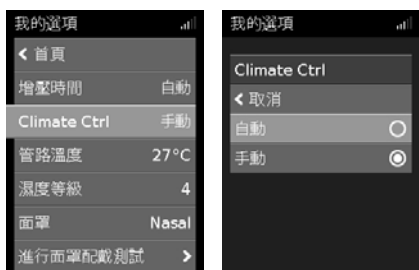 我的選項
首頁
增壓時間 自動
Climate Ctrl 手動
管路溫度 27°C
濕度等級 4
面罩 Nasal
進行面罩配戴測試
我的選項
Climate Ctrl
取消
自動
手動